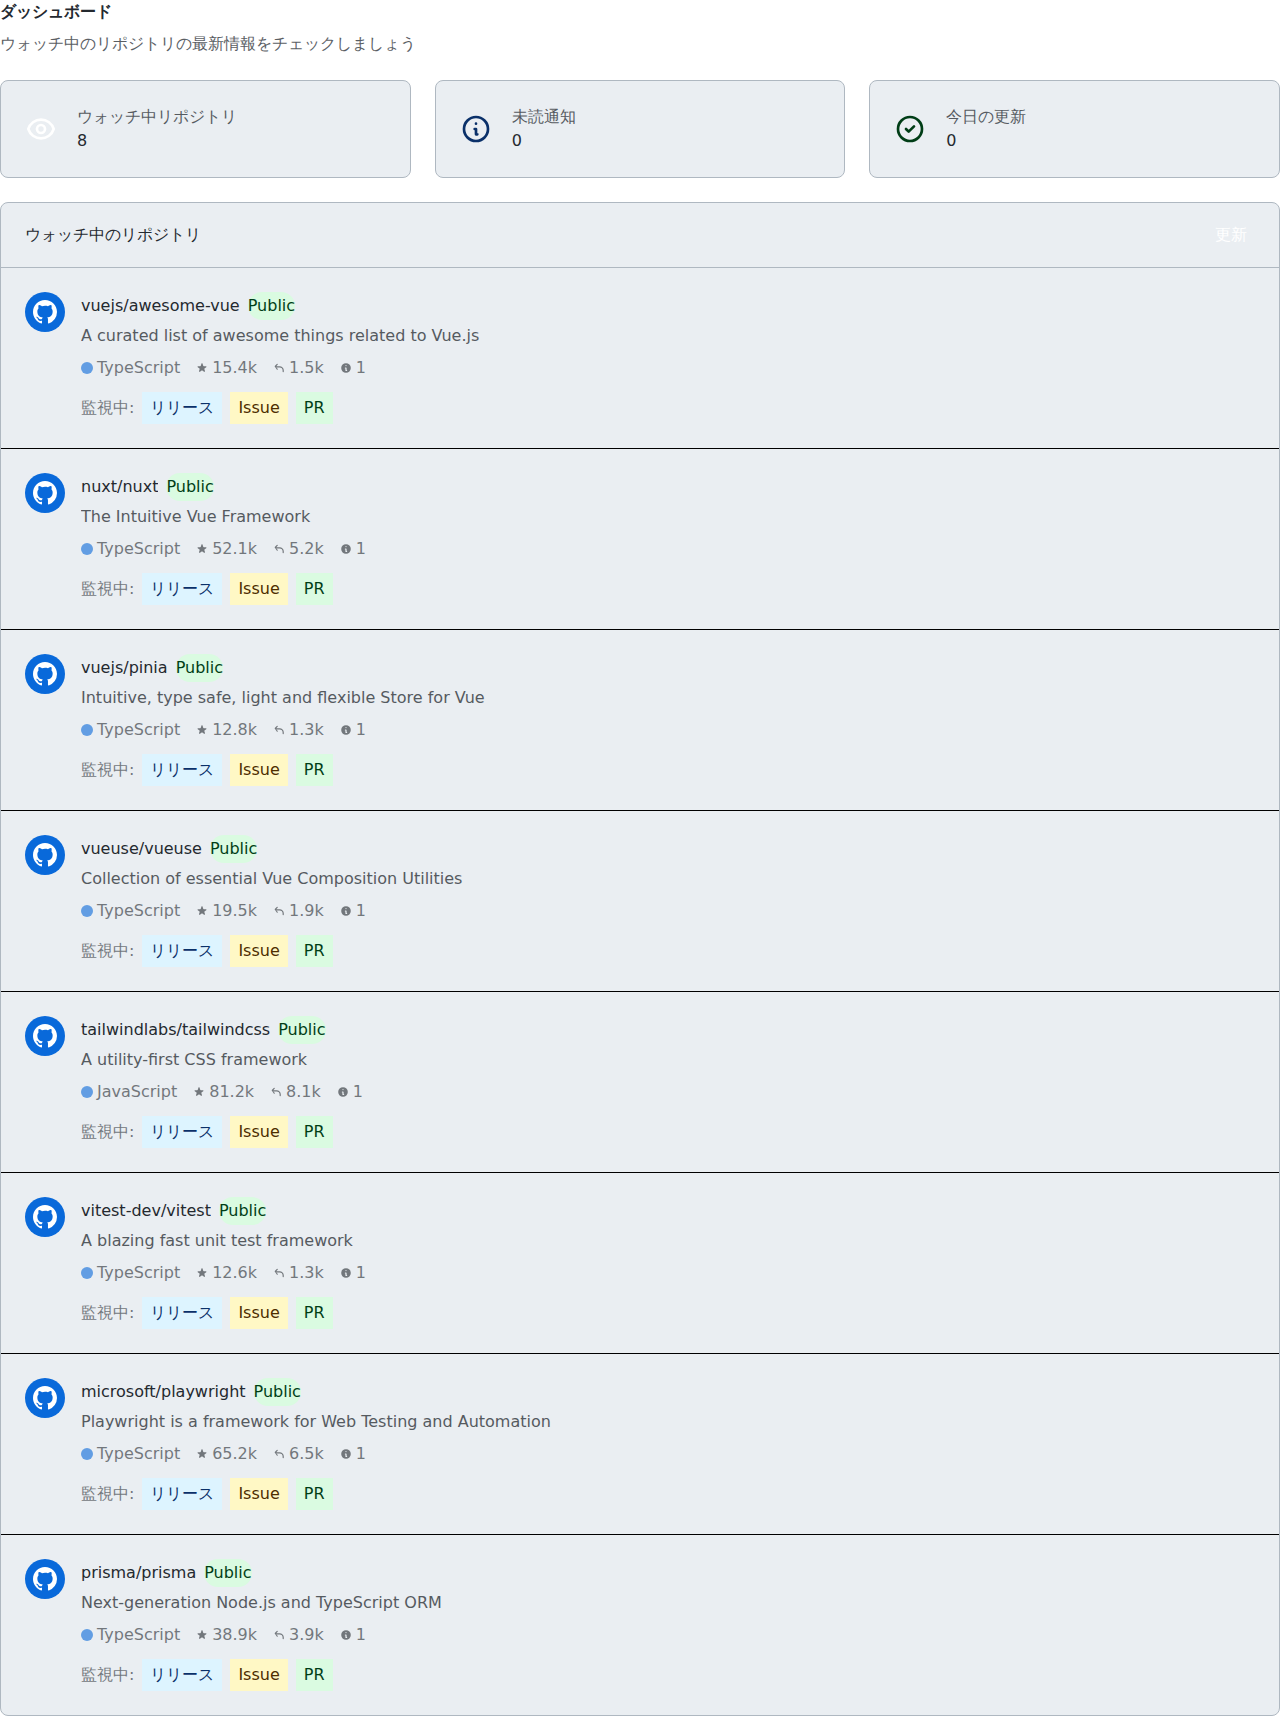 ダッシュボード
ウォッチ中のリポジトリの最新情報をチェックしましょう
ウォッチ中リポジトリ
8
未読通知
0
今日の更新
0
ウォッチ中のリポジトリ
更新
vuejs/awesome-vue Public
A curated list of awesome things related to Vue.js
TypeScript 15.4k 1.5k 1
監視中: リリース Issue PR
nuxt/nuxt Public
The Intuitive Vue Framework
TypeScript 52.1k 5.2k 1
監視中: リリース Issue PR
vuejs/pinia Public
Intuitive, type safe, light and flexible Store for Vue
TypeScript 12.8k 1.3k 1
監視中: リリース Issue PR
vueuse/vueuse Public
Collection of essential Vue Composition Utilities
TypeScript 19.5k 1.9k 1
監視中: リリース Issue PR
tailwindlabs/tailwindcss Public
A utility-first CSS framework
JavaScript 81.2k 8.1k 1
監視中: リリース Issue PR
vitest-dev/vitest Public
A blazing fast unit test framework
TypeScript 12.6k 1.3k 1
監視中: リリース Issue PR
microsoft/playwright Public
Playwright is a framework for Web Testing and Automation
TypeScript 65.2k 6.5k 1
監視中: リリース Issue PR
prisma/prisma Public
Next-generation Node.js and TypeScript ORM
TypeScript 38.9k 3.9k 1
監視中: リリース Issue PR